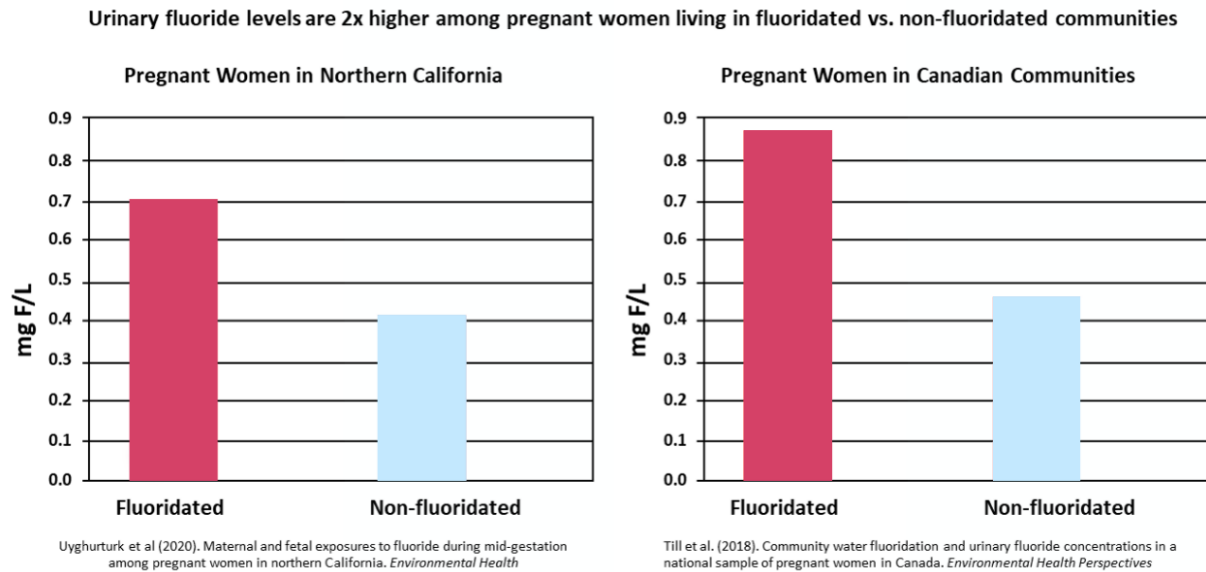 Urinary fluoride levels are 2x higher among pregnant women living in fluoridated vs. non-fluoridated communities
Pregnant Women in Northern California
mg F/L
0.9
0.8
0.7
0.6
0.5
0.4
0.3
0.2
0.1
0.0
Fluoridated
Non-fluoridated
Uyghurturk et al (2020). Maternal and fetal exposures to fluoride during mid-gestation
among pregnant women in northern California. Environmental Health
Pregnant Women in Canadian Communities
mg F/L
0.9
0.8
0.7
0.6
0.5
0.4
0.3
0.2
0.1
0.0
Fluoridated
Non-fluoridated
Till et al. (2018). Community water fluoridation and urinary fluoride concentrations in a
national sample of pregnant women in Canada. Environmental Health Perspectives